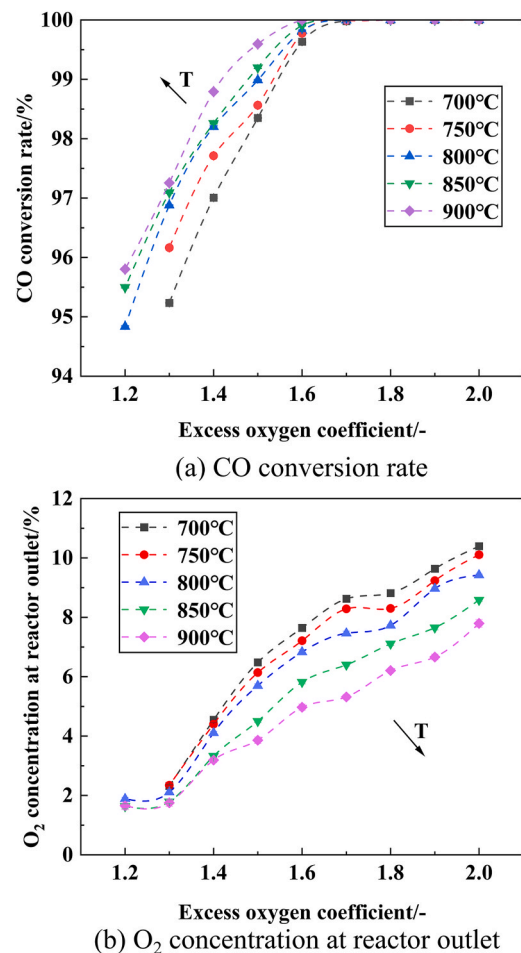 100
99
98
97
96
95
94
CO conversion rate/%
T
700°C
750°C
800°C
850°C
900°C
1.2 1.4 1.6 1.8 2.0
Excess oxygen coefficient/-
(a) CO conversion rate
12
10
8
6
4
2
0
O₂ concentration at reactor outlet/%
700°C
750°C
800°C
850°C
900°C
T
1.2 1.4 1.6 1.8 2.0
Excess oxygen coefficient/-
(b) O₂ concentration at reactor outlet